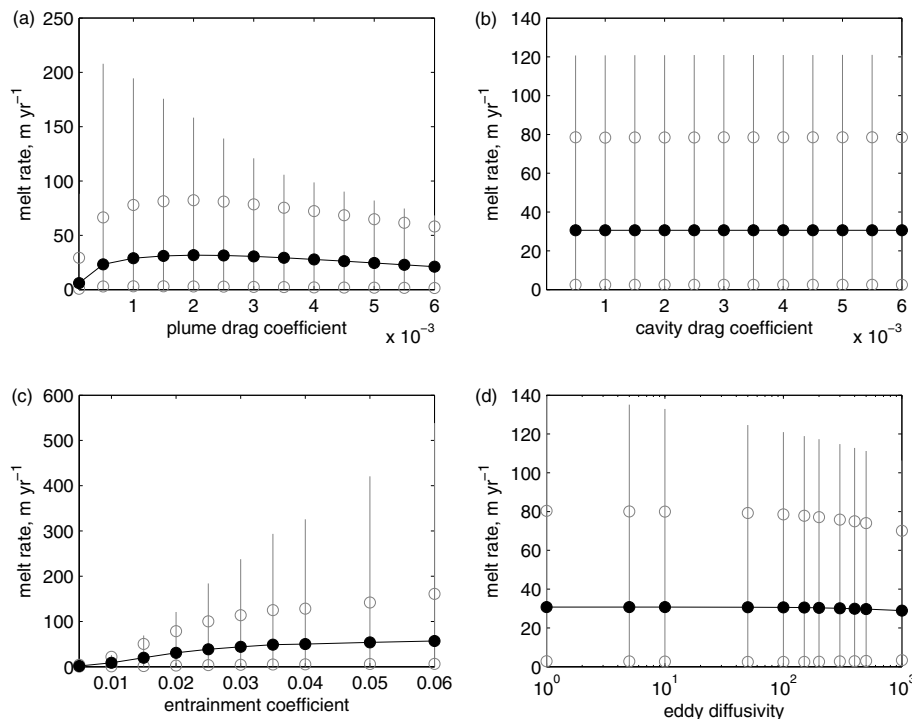 (a)
250
200
150
100
50
0
melt rate, m yr⁻¹
1 2 3 4 5 6
plume drag coefficient
x 10⁻³
(b)
140
120
100
80
60
40
20
0
melt rate, m yr⁻¹
1 2 3 4 5 6
cavity drag coefficient
x 10⁻³
(c)
600
500
400
300
200
100
0
melt rate, m yr⁻¹
0.01 0.02 0.03 0.04 0.05 0.06
entrainment coefficient
(d)
140
120
100
80
60
40
20
0
melt rate, m yr⁻¹
10⁰ 10¹ 10² 10³
eddy diffusivity